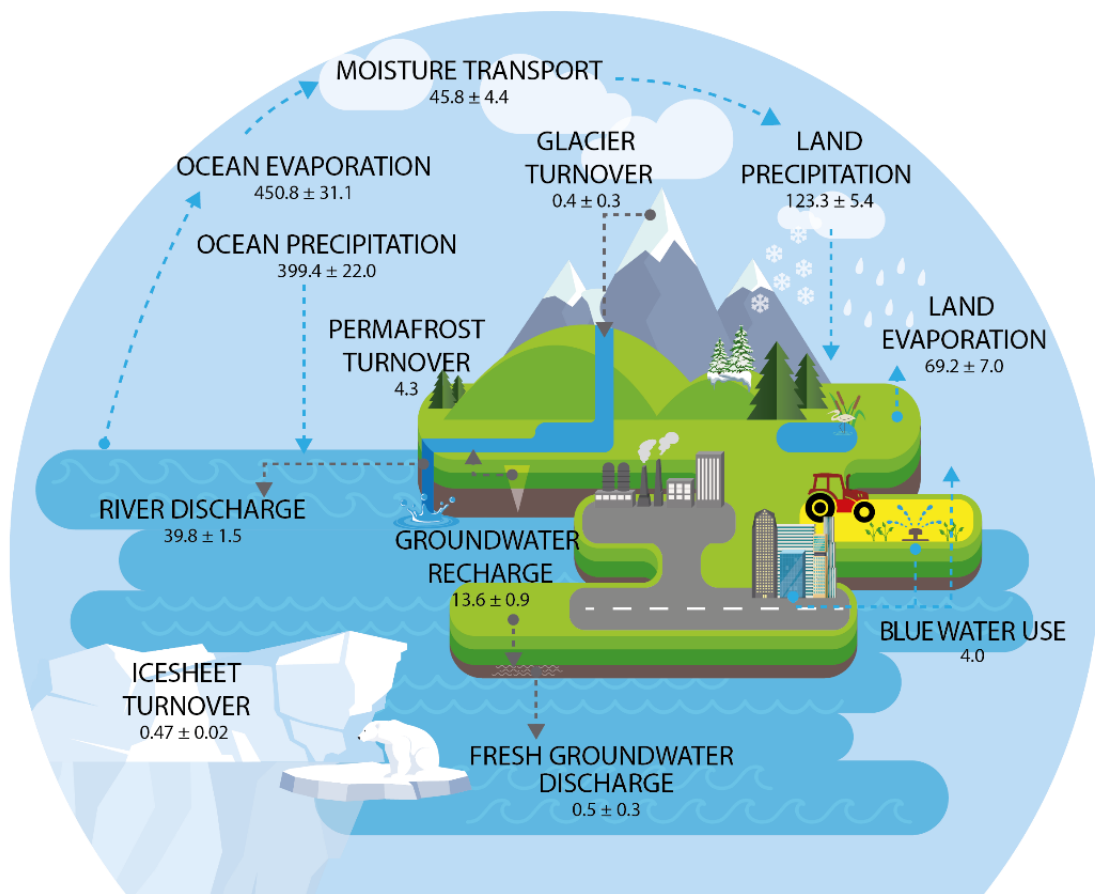 MOISTURE TRANSPORT
45.8 ± 4.4
OCEAN EVAPORATION
450.8 ± 31.1
OCEAN PRECIPITATION
399.4 ± 22.0
GLACIER
TURNOVER
0.4 ± 0.3
LAND
PRECIPITATION
123.3 ± 5.4
LAND
EVAPORATION
69.2 ± 7.0
PERMAFROST
TURNOVER
4.3
RIVER DISCHARGE
39.8 ± 1.5
GROUNDWATER
RECHARGE
13.6 ± 0.9
BLUE WATER USE
4.0
ICESHEET
TURNOVER
0.47 ± 0.02
FRESH GROUNDWATER
DISCHARGE
0.5 ± 0.3